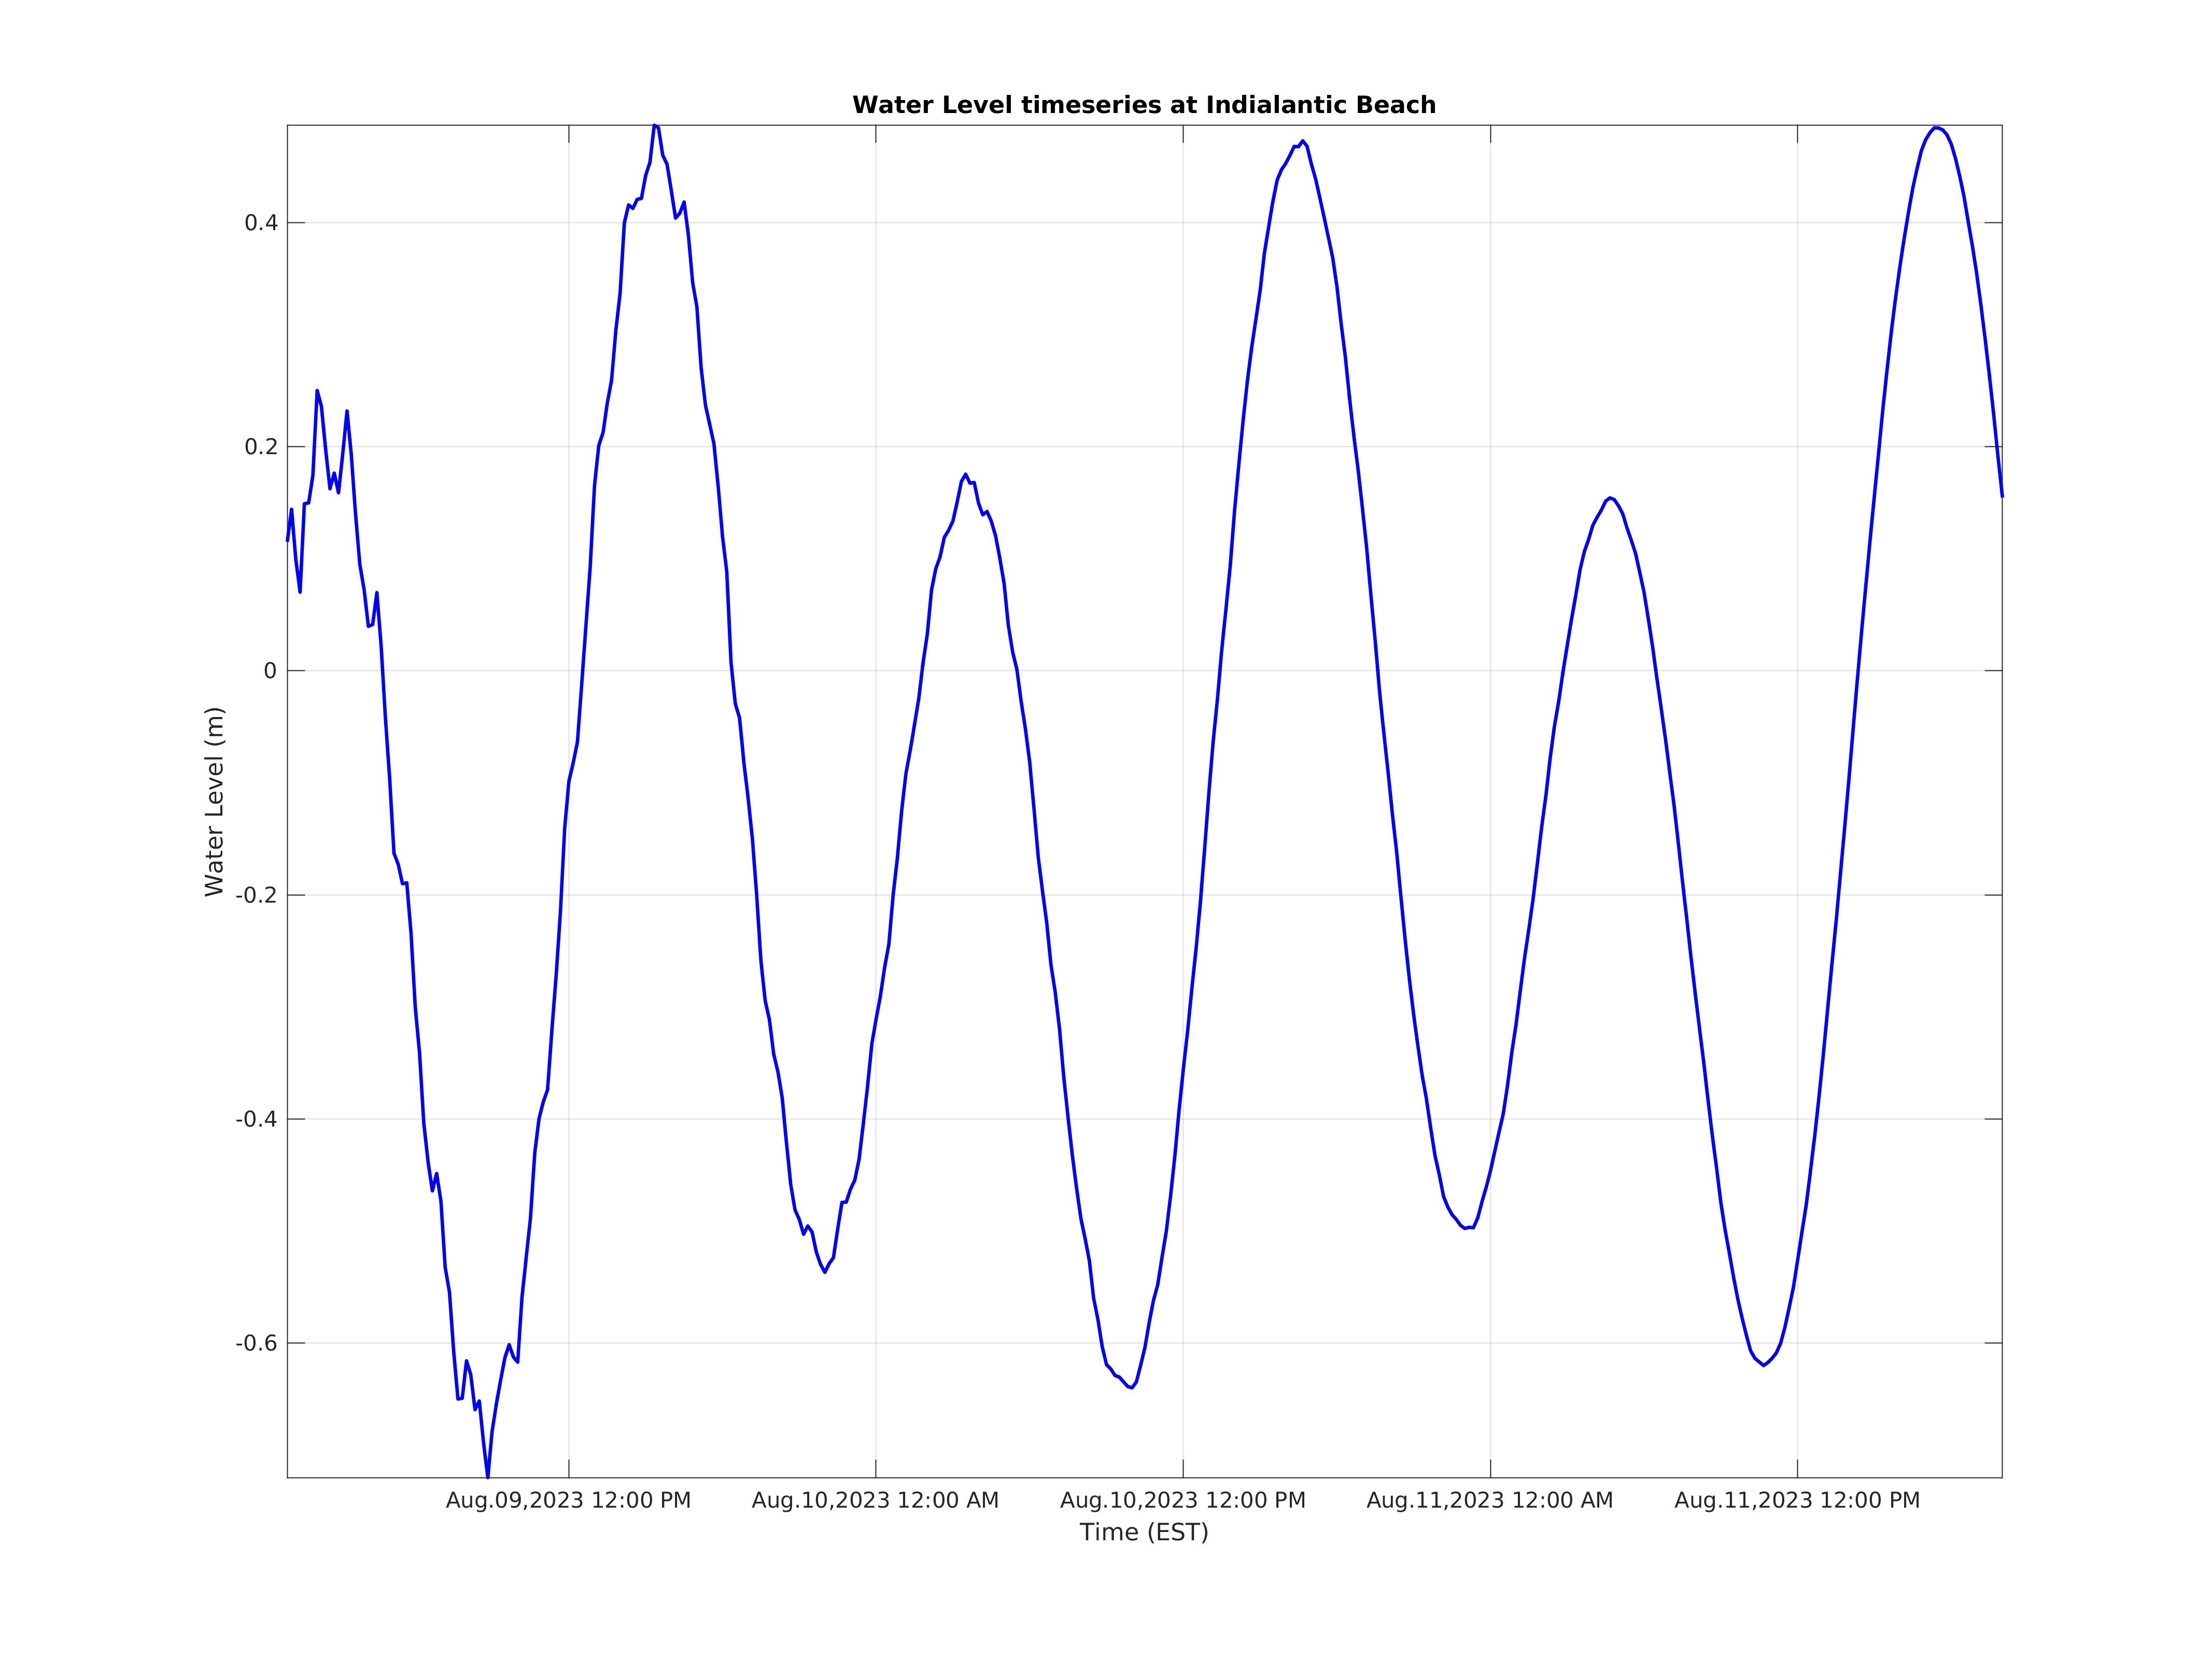 Water Level timeseries at Indialantic Beach
0.4
0.2
0
-0.2
-0.4
-0.6
Water Level (m)
Aug.09,2023 12:00 PM Aug.10,2023 12:00 AM Aug.10,2023 12:00 PM Aug.11,2023 12:00 AM Aug.11,2023 12:00 PM
Time (EST)